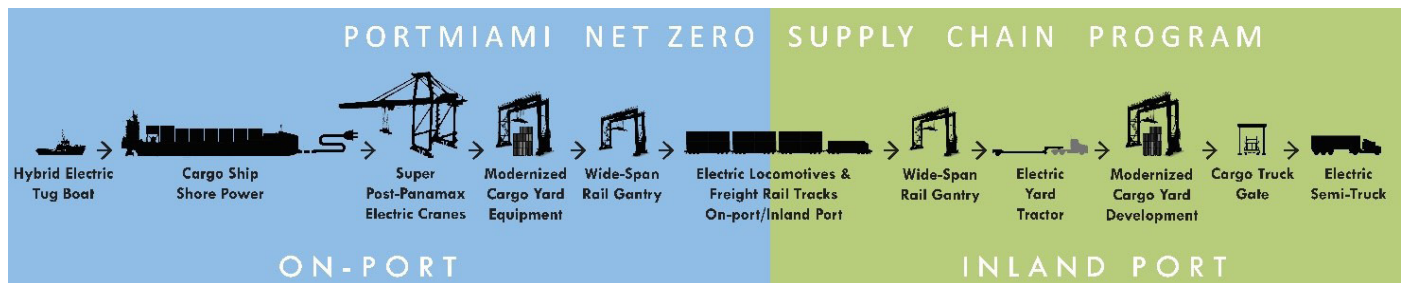 PORTMIAMI NET ZERO SUPPLY CHAIN PROGRAM
Hybrid Electric
Tug Boat
Cargo Ship
Shore Power
Super
Post-Panamax
Electric Cranes
Modernized
Cargo Yard
Equipment
Wide-Span
Rail Gantry
Electric Locomotives &
Freight Rail Tracks
On-port/Inland Port
Wide-Span
Rail Gantry
Electric
Yard
Tractor
Modernized
Cargo Yard
Development
Cargo Truck
Gate
Electric
Semi-Truck
ON-PORT
INLAND PORT